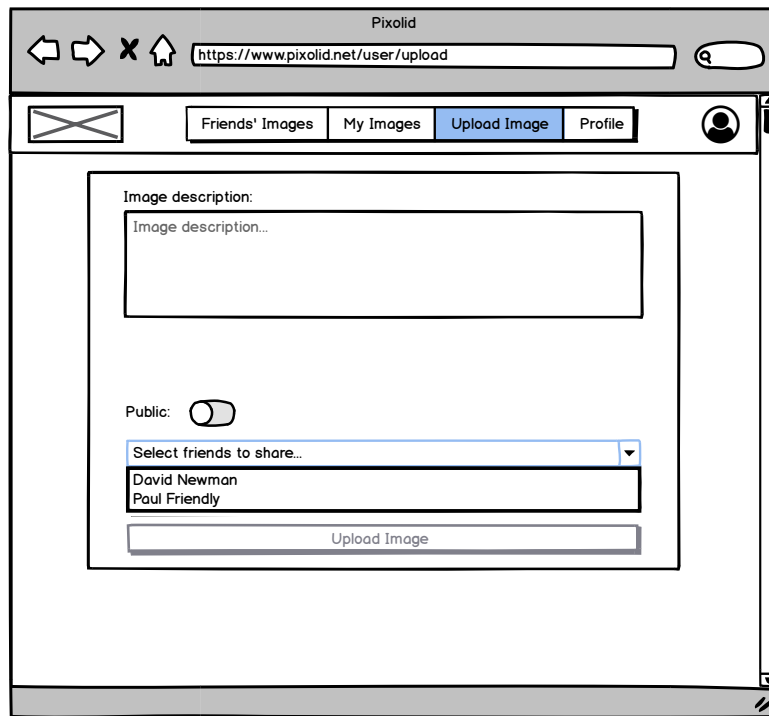 Pixolid
https://www.pixolid.net/user/upload
Friends' Images My Images Upload Image Profile
Image description:
Image description...
Public:
Select friends to share...
David Newman
Paul Friendly
Upload Image